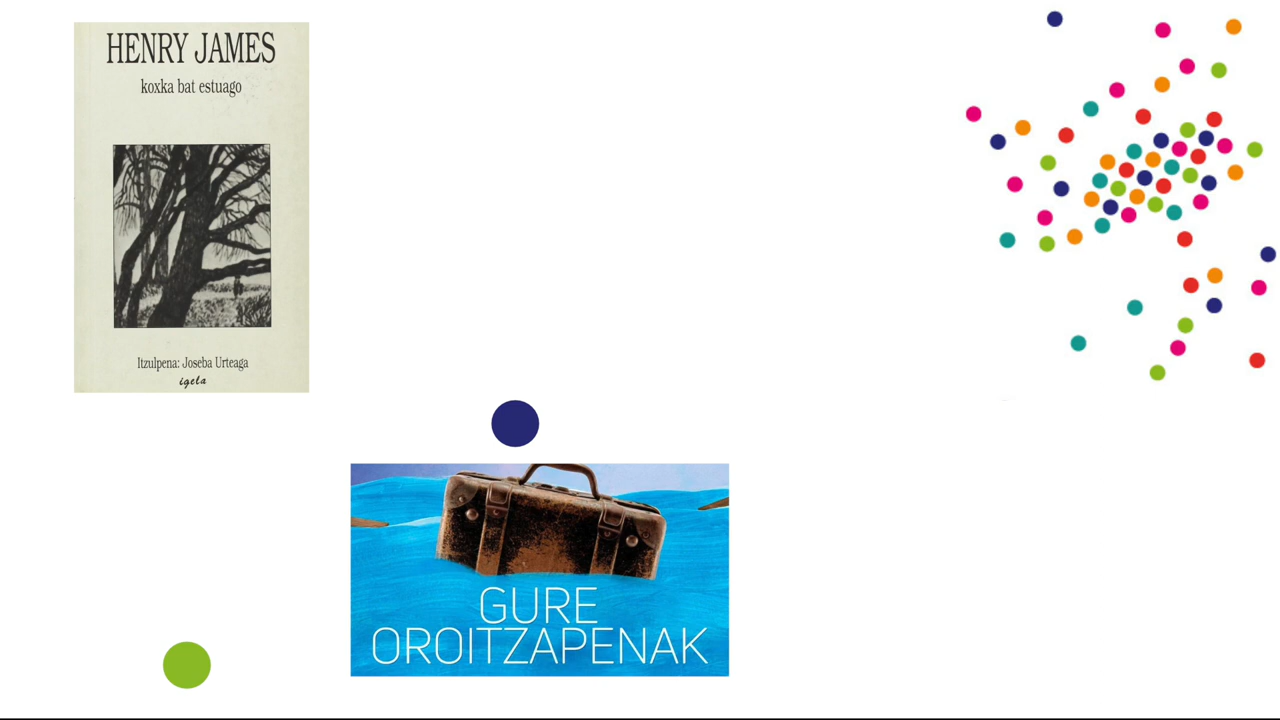 HENRY JAMES
koxka bat estuago
Itzulpena: Joseba Urteaga
igela
GURE
OROITZAPENAK